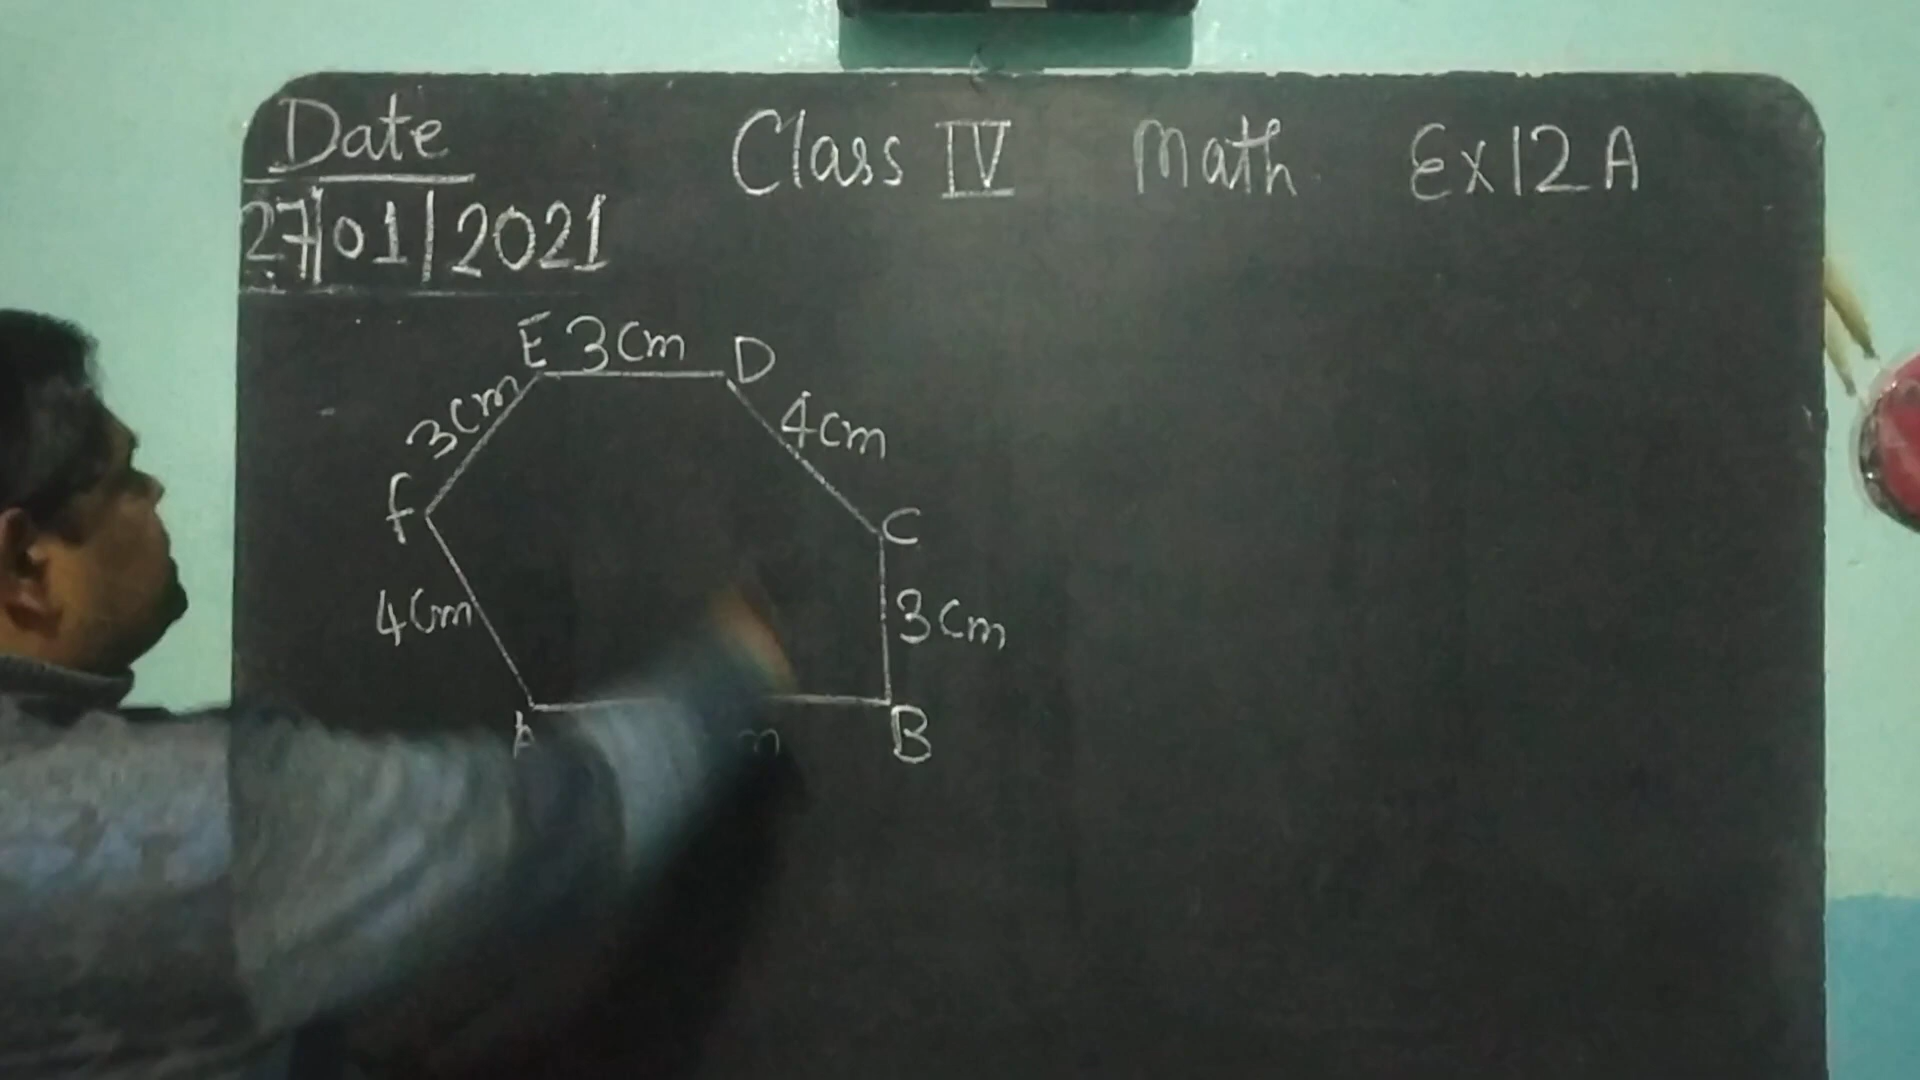 Date
Class IV Math Ex 12 A
27/01/2021
E 3cm D
3cm
4cm
f
C
4cm
3cm
A
B